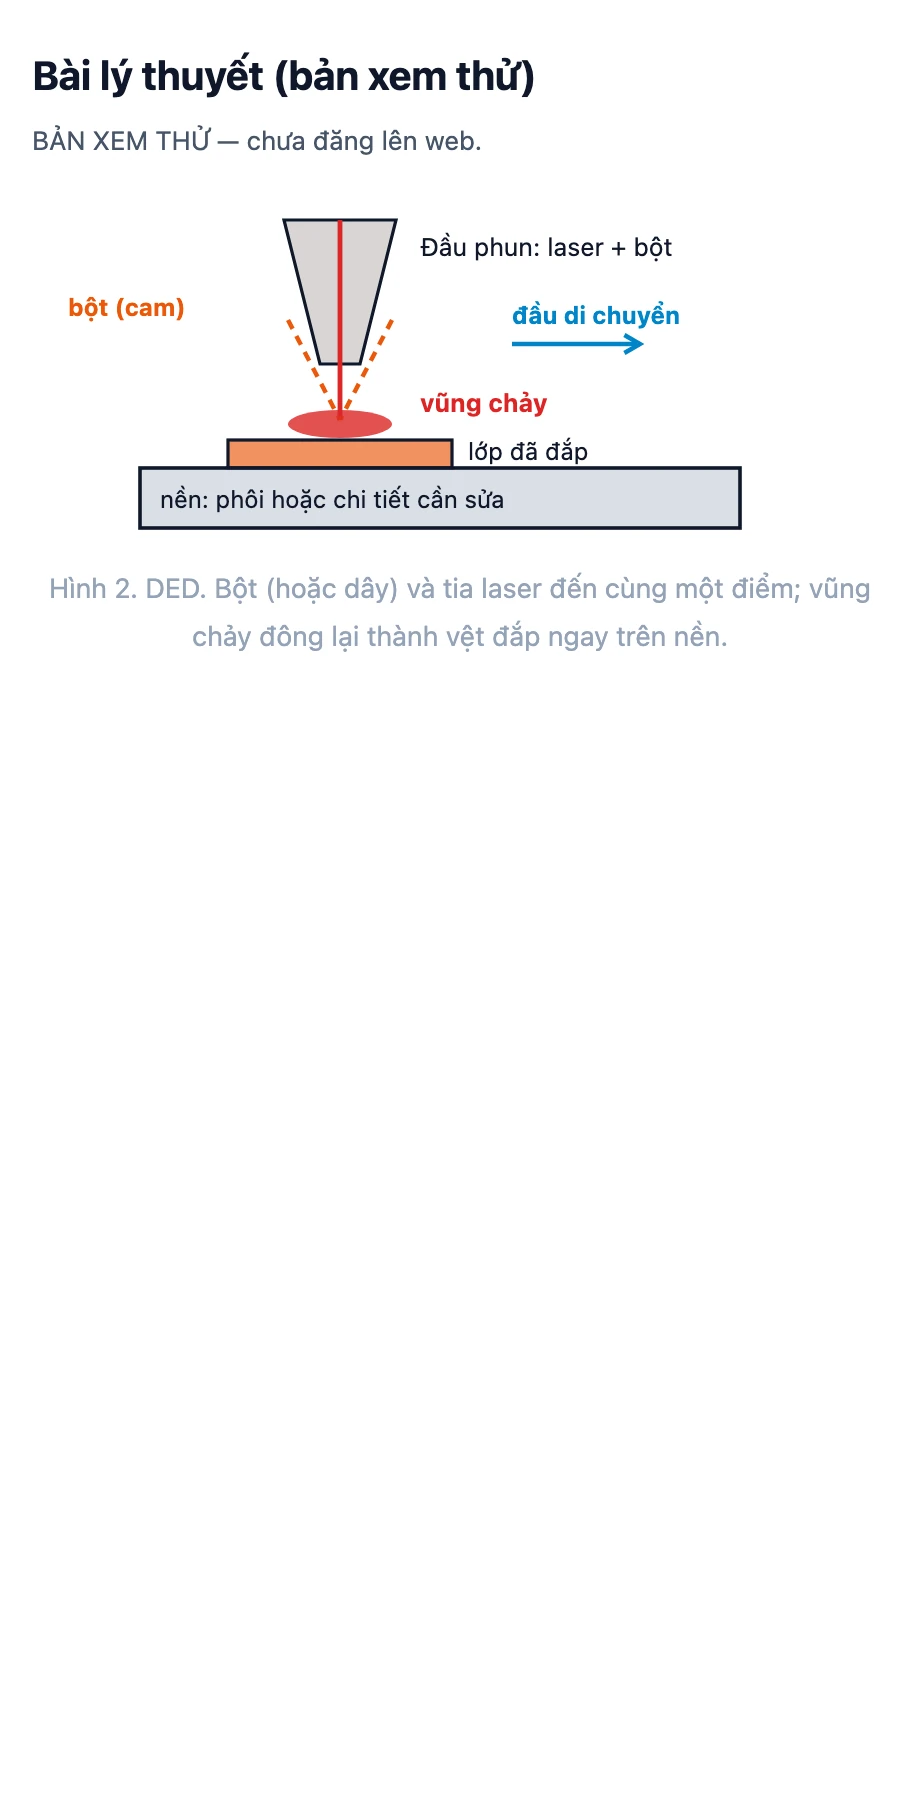 Bài lý thuyết (bản xem thử)
BẢN XEM THỬ — chưa đăng lên web.
Đầu phun: laser + bột
bột (cam)
đầu di chuyển
vũng chảy
lớp đã đắp
nền: phôi hoặc chi tiết cần sửa
Hình 2. DED. Bột (hoặc dây) và tia laser đến cùng một điểm; vũng
chảy đông lại thành vệt đắp ngay trên nền.